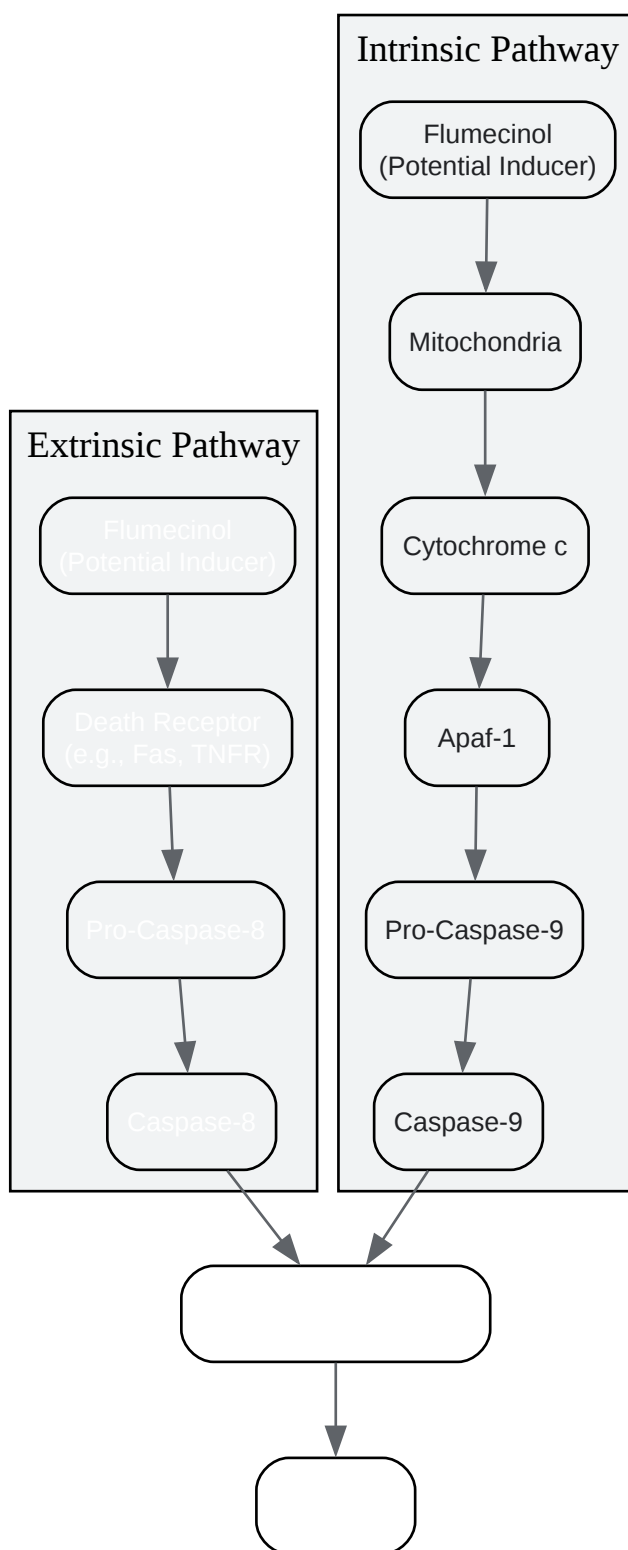 Intrinsic Pathway
Flumecinol
(Potential Inducer)
Mitochondria
Cytochrome c
Apaf-1
Pro-Caspase-9
Caspase-9
Extrinsic Pathway
Flumecinol
(Potential Inducer)
Death Receptor
(e.g., Fas, TNFR)
Pro-Caspase-8
Caspase-8